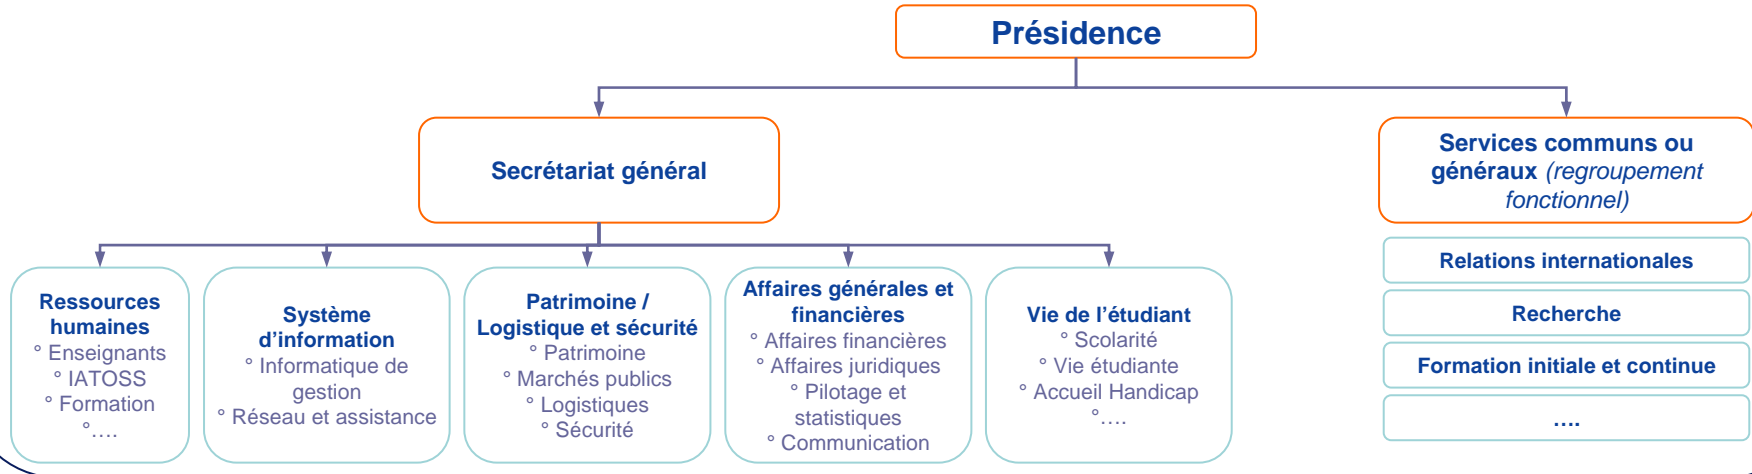 Présidence
Secrétariat général
Services communs ou
généraux (regroupement
fonctionnel)
Ressources
humaines
° Enseignants
° IATOSS
° Formation
°….
Système
d’information
° Informatique de
gestion
° Réseau et assistance
Patrimoine /
Logistique et sécurité
° Patrimoine
° Marchés publics
° Logistiques
° Sécurité
Affaires générales et
financières
° Affaires financières
° Affaires juridiques
° Pilotage et
statistiques
° Communication
Vie de l’étudiant
° Scolarité
° Vie étudiante
° Accueil Handicap
°….
Relations internationales
Recherche
Formation initiale et continue
….